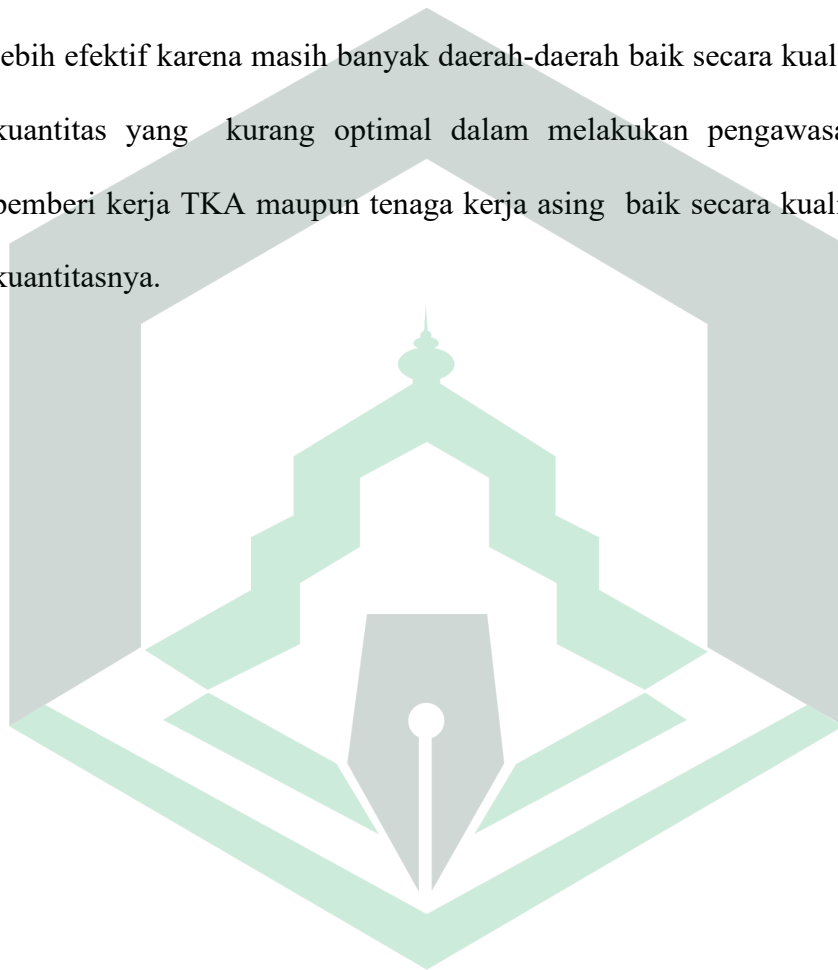 ebih efektif karena masih banyak daerah-daerah baik secara kual
kuantitas yang kurang optimal dalam melakukan pengawasa
pemberi kerja TKA maupun tenaga kerja asing baik secara kual
kuantitasnya.